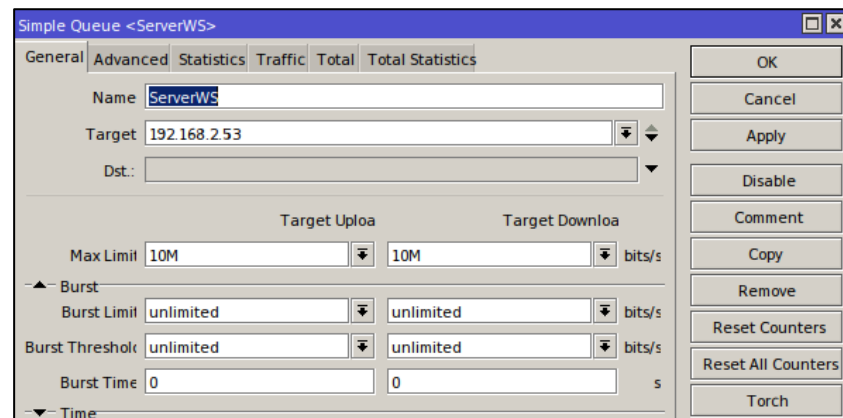 Simple Queue <ServerWS>
General Advanced Statistics Traffic Total Total Statistics
Name ServerWS
Target 192.168.2.53
Dst.:
Target Uploa Target Downloa
Max Limit 10M 10M bits/s
Burst
Burst Limit unlimited unlimited bits/s
Burst Threshold unlimited unlimited bits/s
Burst Time 0 0 s
Time
OK
Cancel
Apply
Disable
Comment
Copy
Remove
Reset Counters
Reset All Counters
Torch